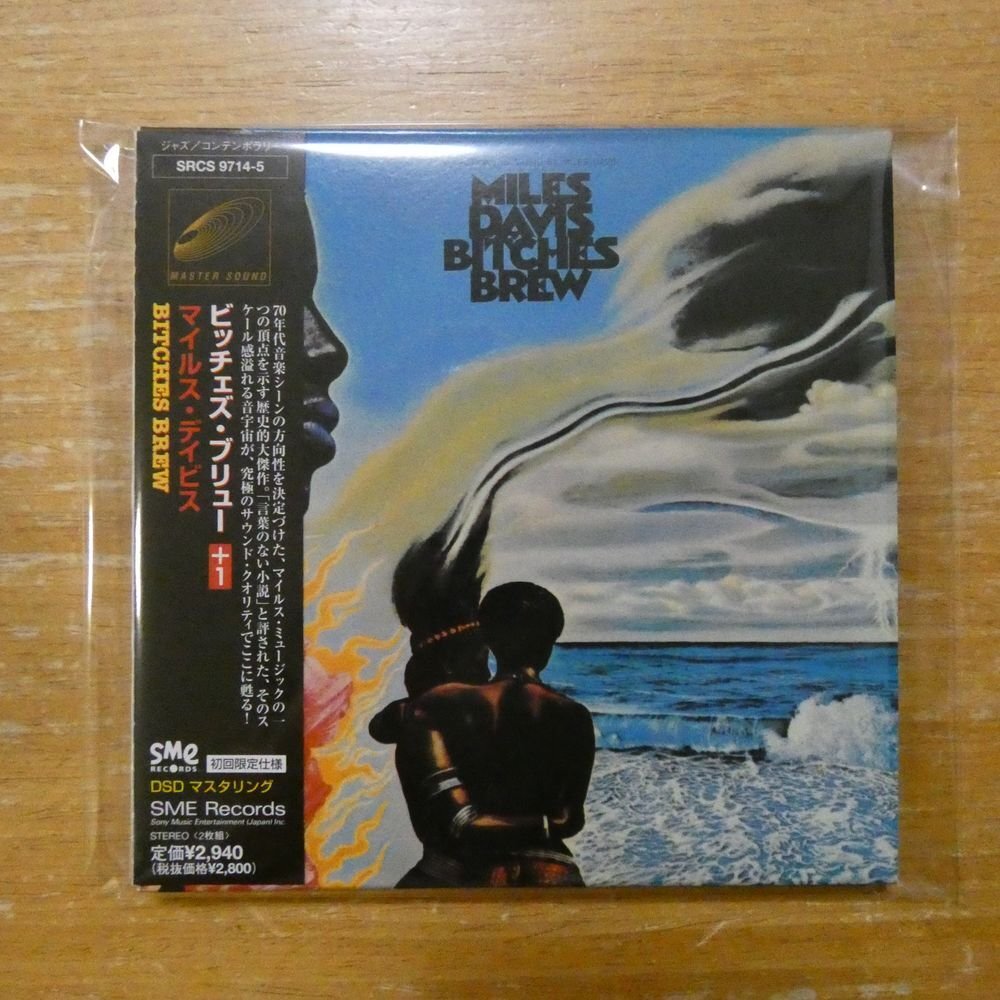 ジャズ/コンテンポラリー
SRCS 9714-5
MASTER SOUND
ビッチェズ・ブリュー +1
マイルス・デイビス
BITCHES BREW
70年代音楽シーンの方向性を決定づけた、マイルス・ミュージックの一
つの頂点を示す歴史的大傑作。「言葉のない小説」と評された、そのス
ケール感溢れる音宇宙が、究極のサウンド・クオリティでここに甦る!
sme
RECORDS
初回限定仕様
DSD マスタリング
SME Records
Sony Music Entertainment (Japan) Inc.
STEREO〈2枚組〉
定価¥2,940
(税抜価格¥2,800)
MILES
DAVIS
BITCHES
BREW